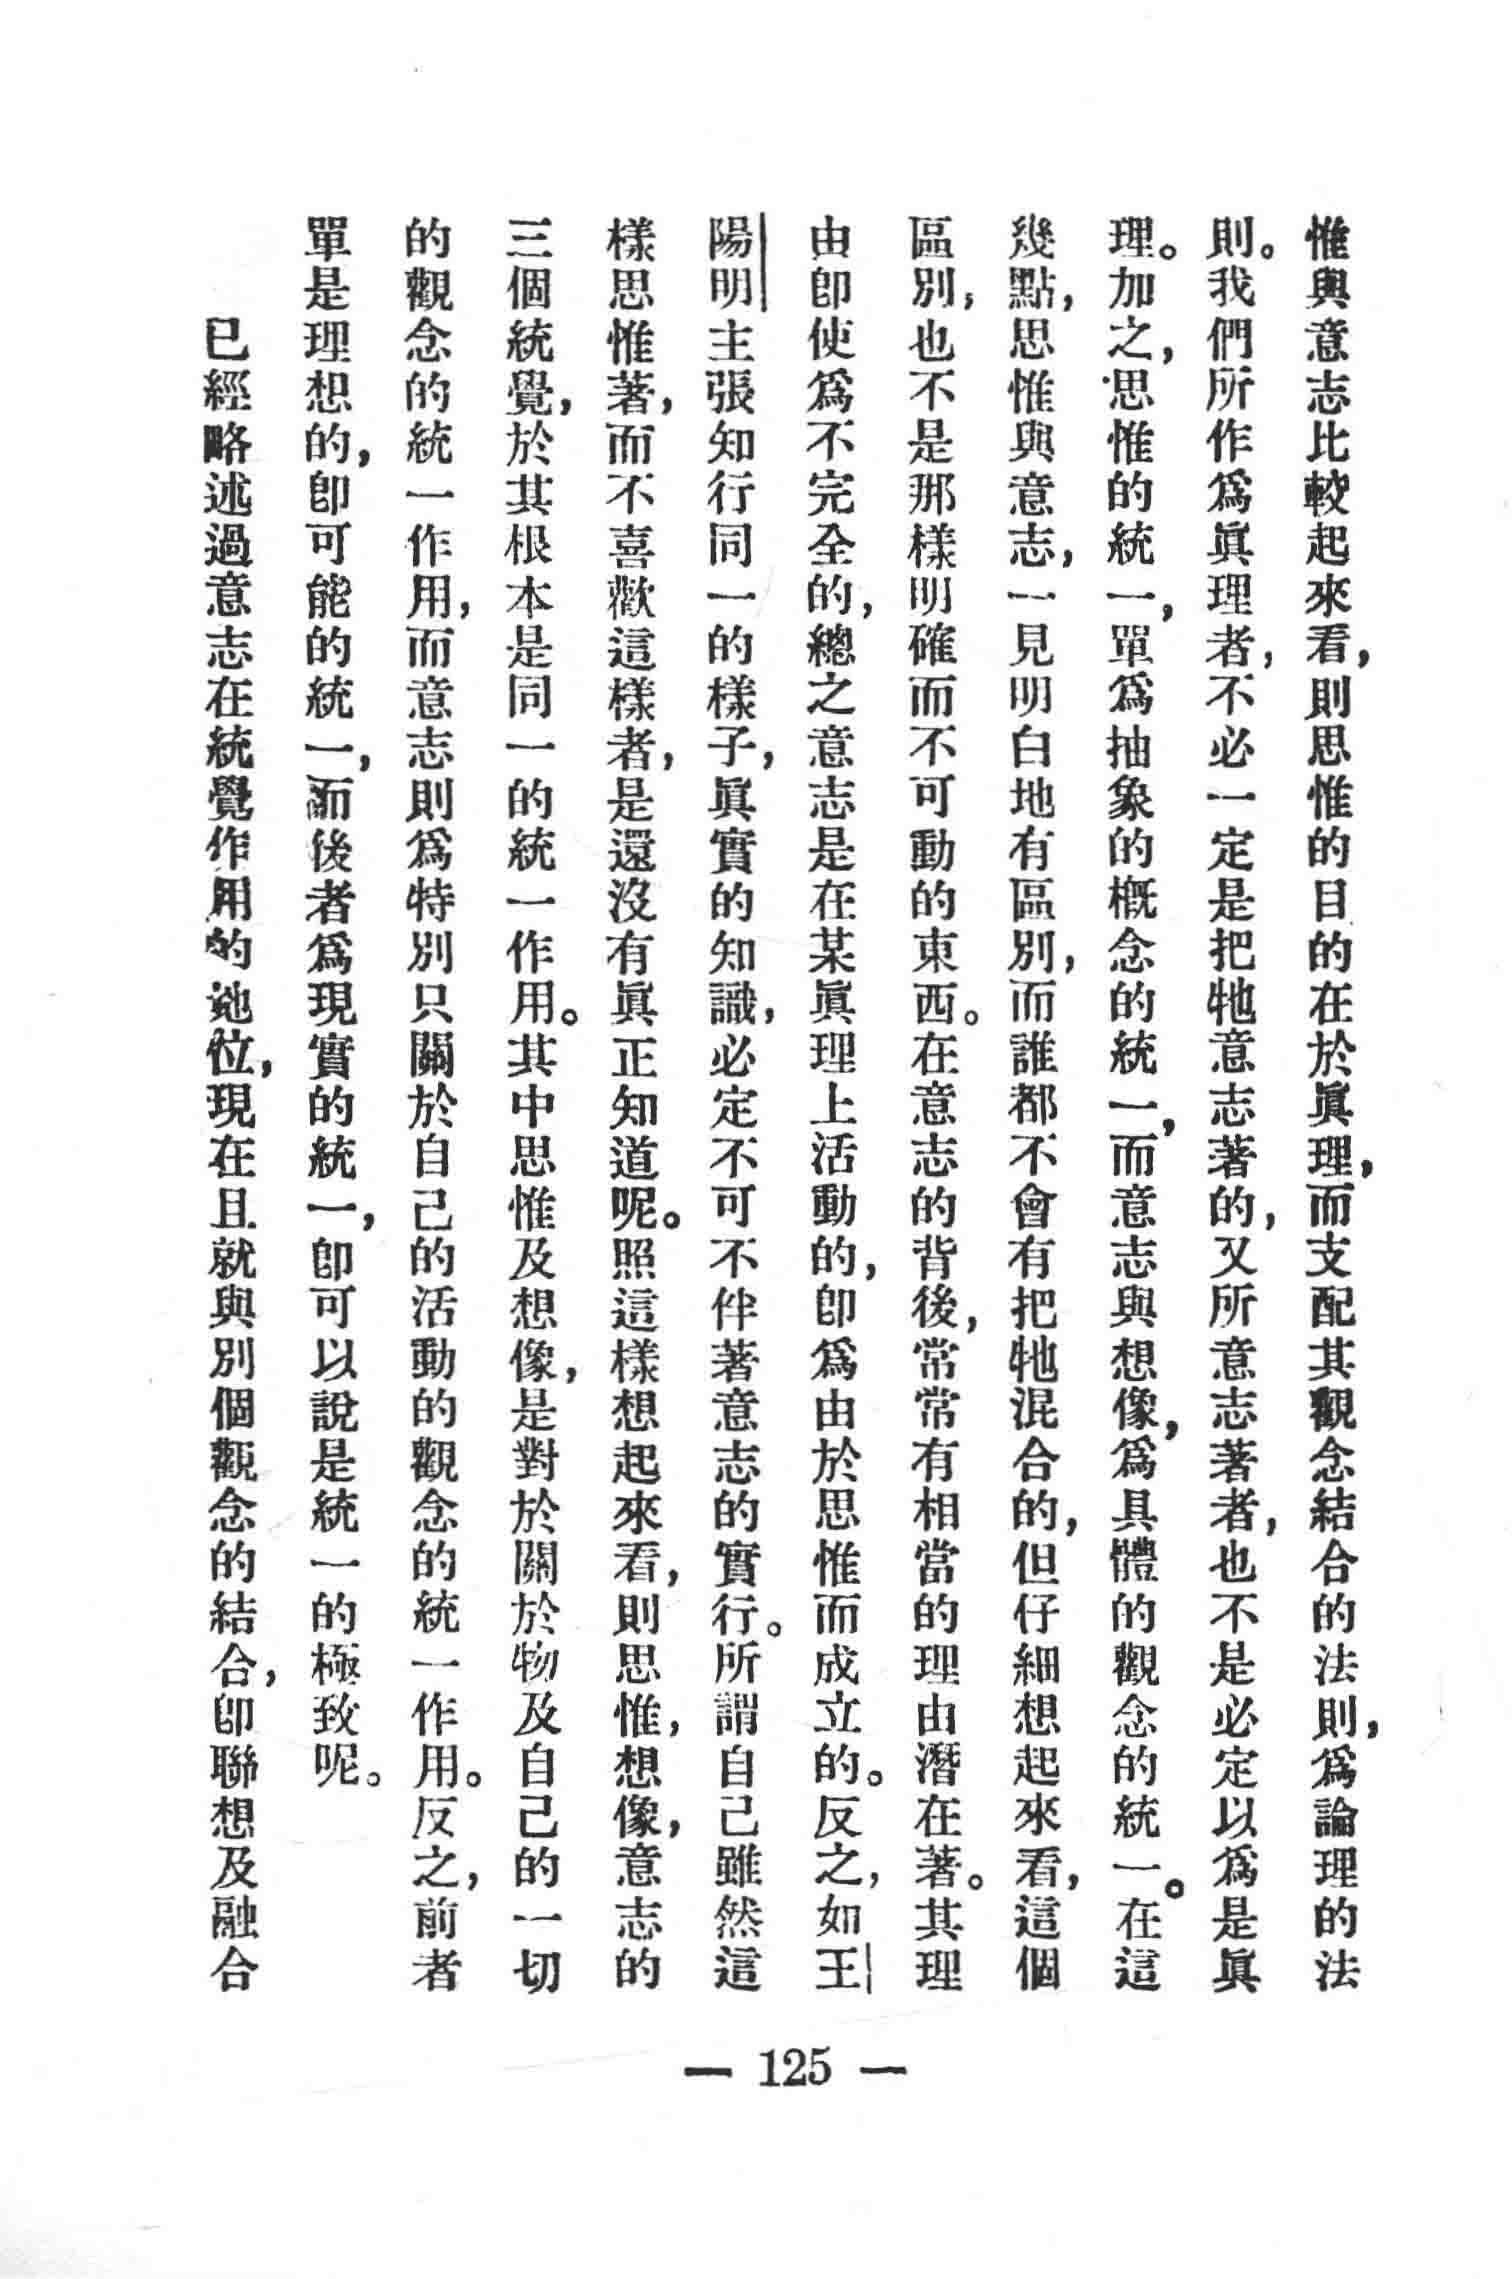 惟與意志比較起來看，則思惟的目的在於眞理，而支配其觀念結合的法則，爲論理的法
則。我們所作爲眞理者，不必一定是把牠意志著的，又所意志著者，也不是必定以爲是眞
理。加之，思惟的統一，單爲抽象的概念的統一，而意志與想像，爲具體的觀念的統一。在這
幾點，思惟與意志，一見明白地有區別，而誰都不會有把牠混合的，但仔細想起來看，這個
區別，也不是那樣明確而不可動的東西。在意志的背後，常常有相當的理由潛在著。其理
由卽使爲不完全的，總之意志是在某眞理上活動的，卽爲由於思惟而成立的。反之，如王
陽明主張知行同一的樣子，眞實的知識，必定不可不伴著意志的實行。所謂自己雖然這
樣思惟著，而不喜歡這樣者，是還沒有眞正知道呢。照這樣想起來看，則思惟，想像，意志的
三個統覺，於其根本是同一的統一作用。其中思惟及想像，是對於關於物及自己的一切
的觀念的統一作用，而意志則爲特別只關於自己的活動的觀念的統一作用。反之，前者
單是理想的，卽可能的統一，而後者爲現實的統一，卽可以說是統一的極致呢。
已經略述過意志在統覺作用的地位，現在且就與別個觀念的結合，卽聯想及融合
— 125 —